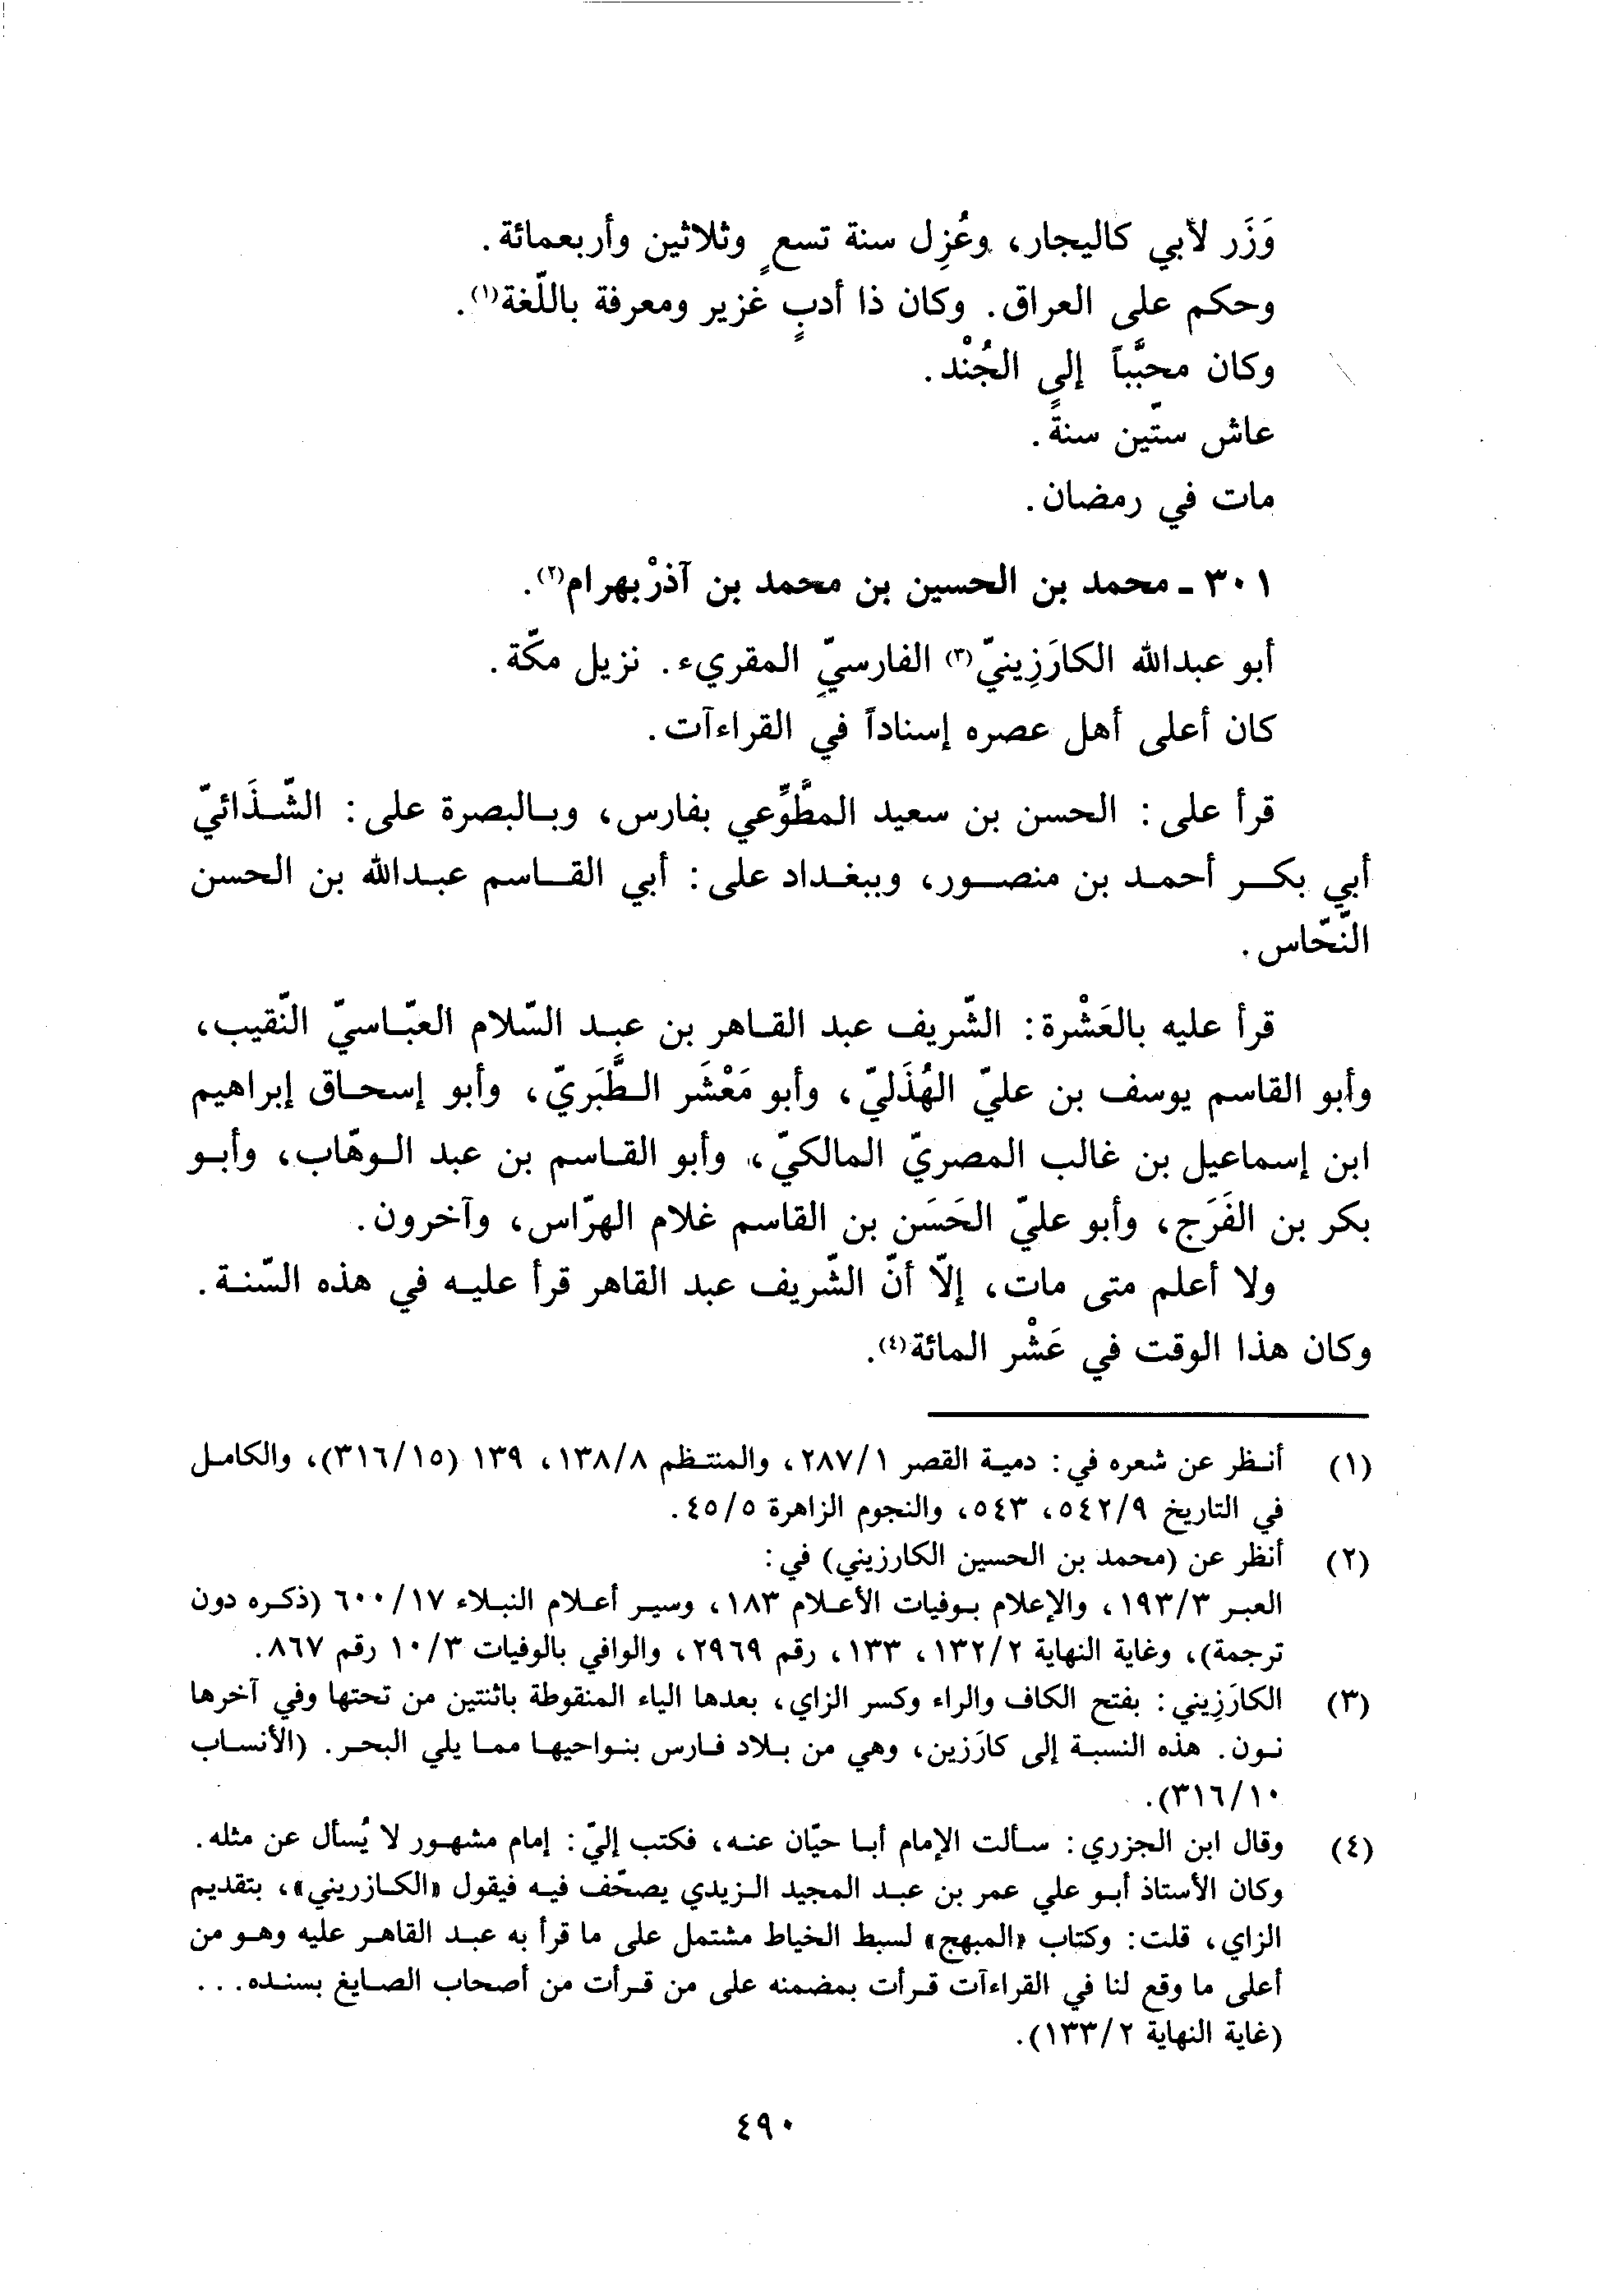 وَزَر لأبي كاليجار، وعُزِل سنة تسعٍ وثلاثين وأربعمائة.
وحكم على العراق. وكان ذا أدبٍ غزير ومعرفة باللّغة(١).
وكان محبَّباً إلى الجُنْد.
عاش ستّين سنةً.
مات في رمضان.
٣٠١ ـ محمد بن الحسين بن محمد بن آذرْبهرام(٢).
أبو عبدالله الكارَزِينيّ(٣) الفارسيّ المقريء. نزيل مكّة.
كان أعلى أهل عصره إسناداً في القراءآت.
قرأ على: الحسن بن سعيد المطَّوِّعي بفارس، وبالبصرة على: الشّذَائيّ
أبي بكر أحمد بن منصور، وببغداد على: أبي القاسم عبدالله بن الحسن
النّحّاس.
قرأ عليه بالعَشْرة: الشّريف عبد القاهر بن عبد السّلام العبّاسيّ النّقيب،
وأبو القاسم يوسف بن عليّ الهُذَليّ، وأبو مَعْشَر الطَّبَريّ، وأبو إسحاق إبراهيم
ابن إسماعيل بن غالب المصريّ المالكيّ، وأبو القاسم بن عبد الوهّاب، وأبو
بكر بن الفَرَج، وأبو عليّ الحَسَن بن القاسم غلام الهرّاس، وآخرون.
ولا أعلم متى مات، إلّا أنّ الشّريف عبد القاهر قرأ عليه في هذه السّنة.
وكان هذا الوقت في عَشْر المائة(٤).
(١) أنظر عن شعره في: دمية القصر ٢٨٧/١، والمنتظم ١٣٨/٨، ١٣٩ (٣١٦/١٥)، والكامل
في التاريخ ٥٤٢/٩، ٥٤٣، والنجوم الزاهرة ٤٥/٥.
(٢) أنظر عن (محمد بن الحسين الكارزيني) في:
العبر ١٩٣/٣، والإعلام بوفيات الأعلام ١٨٣، وسير أعلام النبلاء ٦٠٠/١٧ (ذكره دون
ترجمة)، وغاية النهاية ١٣٢/٢، ١٣٣، رقم ٢٩٦٩، والوافي بالوفيات ١٠/٣ رقم ٨٦٧.
(٣) الكارَزِيني: بفتح الكاف والراء وكسر الزاي، بعدها الياء المنقوطة باثنتين من تحتها وفي آخرها
نون. هذه النسبة إلى كارَزين، وهي من بلاد فارس بنواحيها مما يلي البحر. (الأنساب
٣١٦/١٠).
(٤) وقال ابن الجزري: سألت الإمام أبا حيّان عنه، فكتب إليّ: إمام مشهور لا يُسأل عن مثله.
وكان الأستاذ أبو علي عمر بن عبد المجيد الزيدي يصحّف فيه فيقول «الكازريني»، بتقديم
الزاي، قلت: وكتاب «المبهج» لسبط الخياط مشتمل على ما قرأ به عبد القاهر عليه وهو من
أعلى ما وقع لنا في القراءآت قرأت بمضمنه على من قرأت من أصحاب الصايغ بسنده...
(غاية النهاية ١٣٣/٢).
٤٩٠